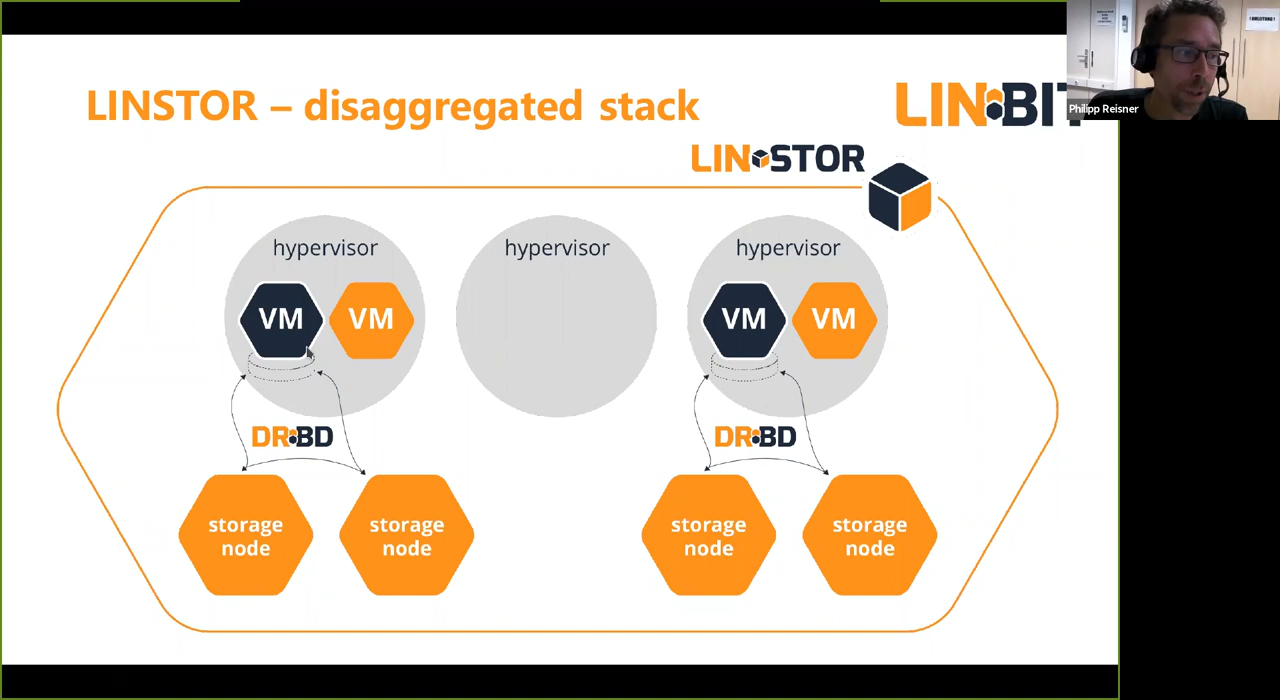 LINSTOR – disaggregated stack
LINBIT
Philipp Reisner
LINSTOR
hypervisor
hypervisor
hypervisor
VM
VM
VM
VM
DRBD
DRBD
storage
node
storage
node
storage
node
storage
node